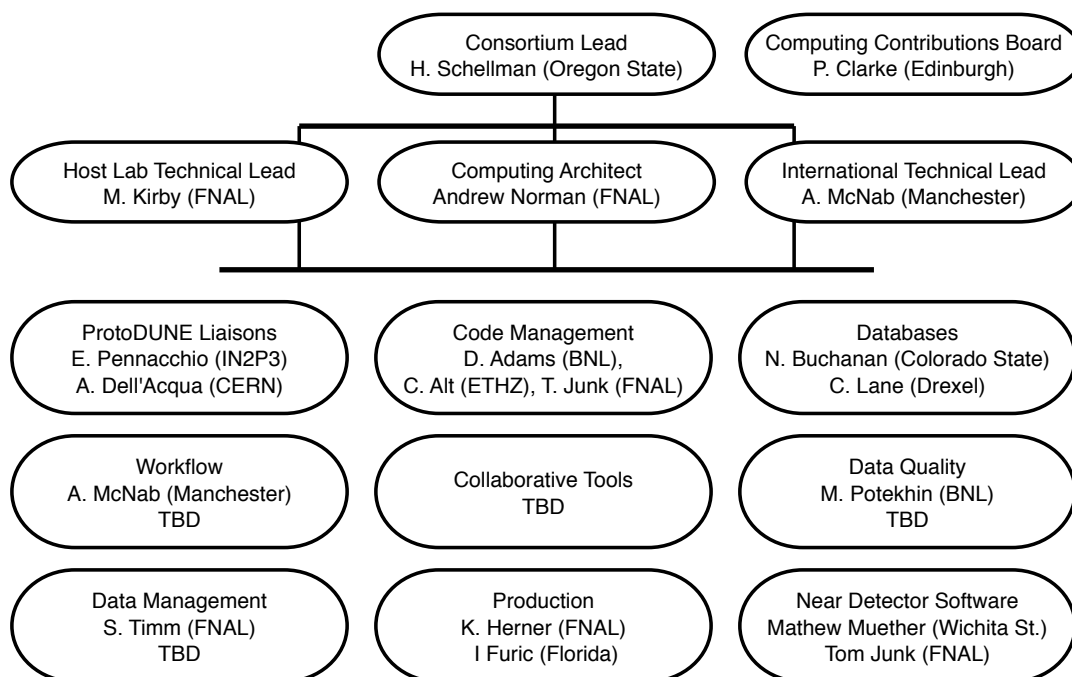 Consortium Lead
H. Schellman (Oregon State)
Computing Contributions Board
P. Clarke (Edinburgh)
Host Lab Technical Lead
M. Kirby (FNAL)
Computing Architect
Andrew Norman (FNAL)
International Technical Lead
A. McNab (Manchester)
ProtoDUNE Liaisons
E. Pennacchio (IN2P3)
A. Dell'Acqua (CERN)
Code Management
D. Adams (BNL),
C. Alt (ETHZ), T. Junk (FNAL)
Databases
N. Buchanan (Colorado State)
C. Lane (Drexel)
Workflow
A. McNab (Manchester)
TBD
Collaborative Tools
TBD
Data Quality
M. Potekhin (BNL)
TBD
Data Management
S. Timm (FNAL)
TBD
Production
K. Herner (FNAL)
I Furic (Florida)
Near Detector Software
Mathew Muether (Wichita St.)
Tom Junk (FNAL)